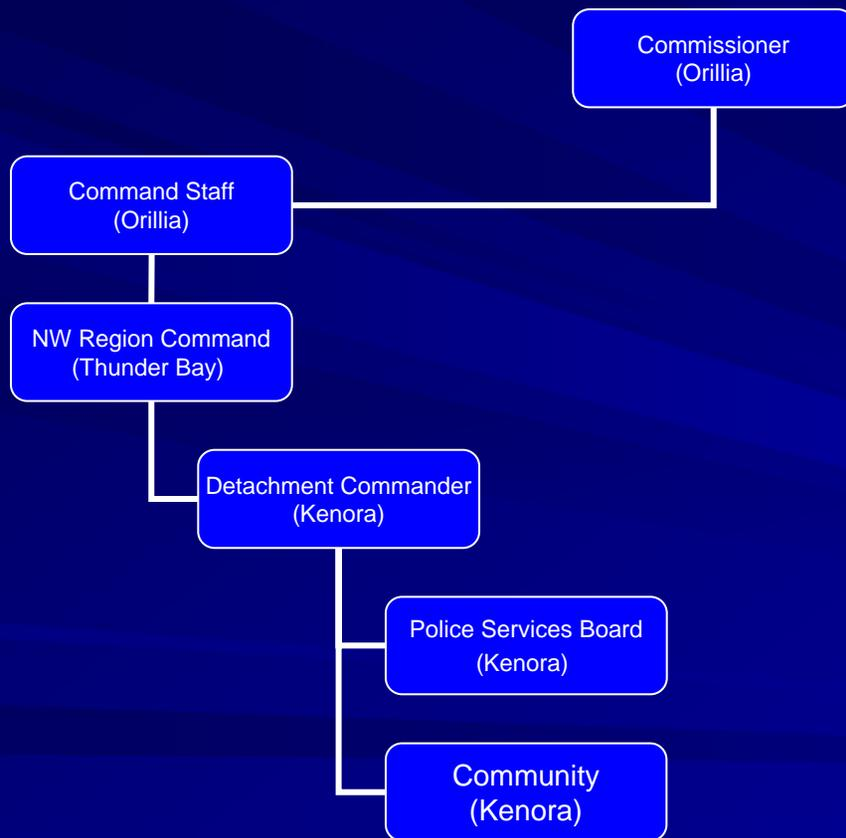 Commissioner
(Orillia)
Command Staff
(Orillia)
NW Region Command
(Thunder Bay)
Detachment Commander
(Kenora)
Police Services Board
(Kenora)
Community
(Kenora)